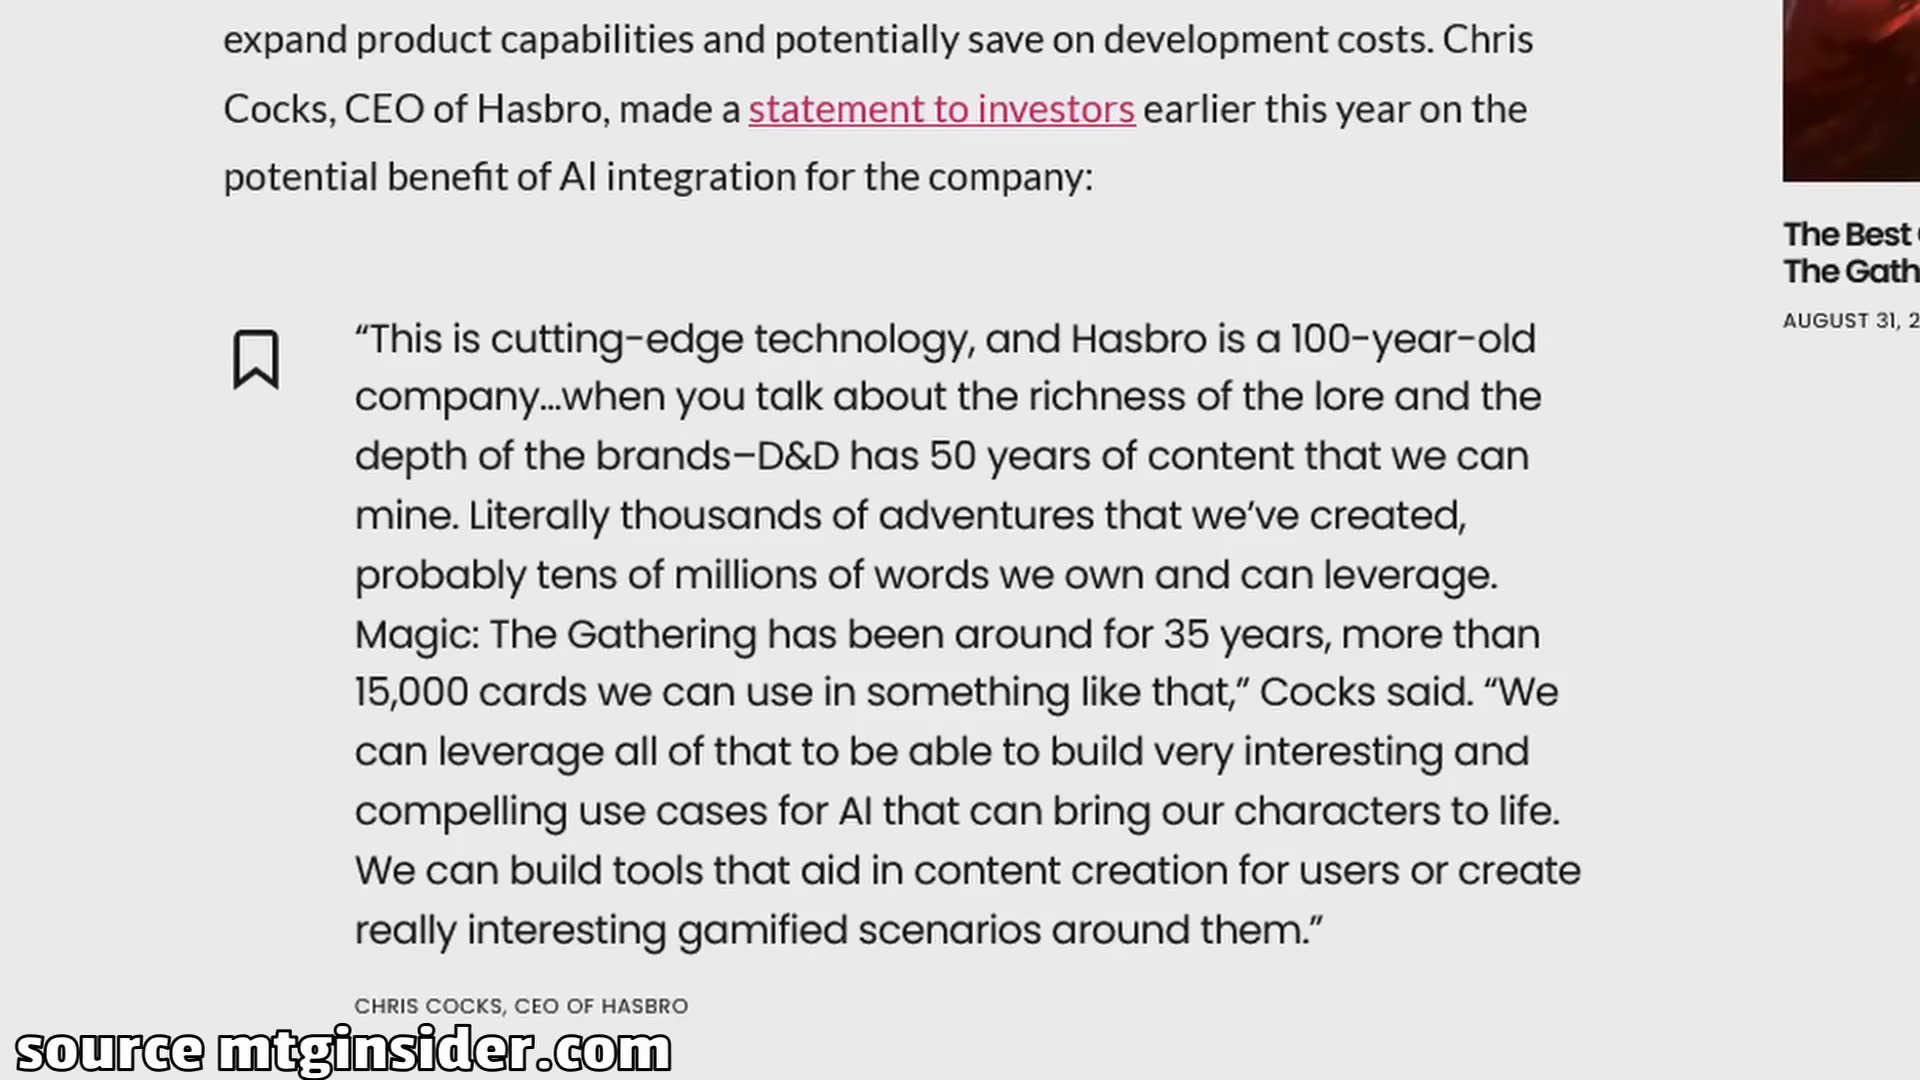 expand product capabilities and potentially save on development costs. Chris
Cocks, CEO of Hasbro, made a statement to investors earlier this year on the
potential benefit of AI integration for the company:
“This is cutting-edge technology, and Hasbro is a 100-year-old
company...when you talk about the richness of the lore and the
depth of the brands–D&D has 50 years of content that we can
mine. Literally thousands of adventures that we’ve created,
probably tens of millions of words we own and can leverage.
Magic: The Gathering has been around for 35 years, more than
15,000 cards we can use in something like that,” Cocks said. “We
can leverage all of that to be able to build very interesting and
compelling use cases for AI that can bring our characters to life.
We can build tools that aid in content creation for users or create
really interesting gamified scenarios around them.”
CHRIS COCKS, CEO OF HASBRO
The Best
The Gath
AUGUST 31, 2
source mtginsider.com